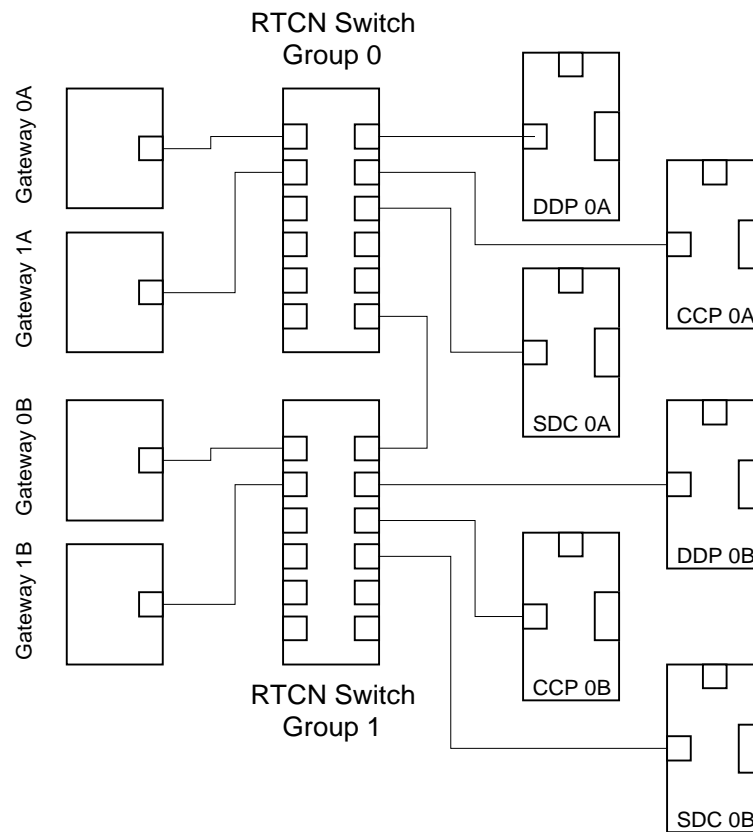 RTCN Switch
Group 0
Gateway 0A
DDP 0A
Gateway 1A
CCP 0A
SDC 0A
Gateway 0B
DDP 0B
Gateway 1B
CCP 0B
RTCN Switch
Group 1
SDC 0B